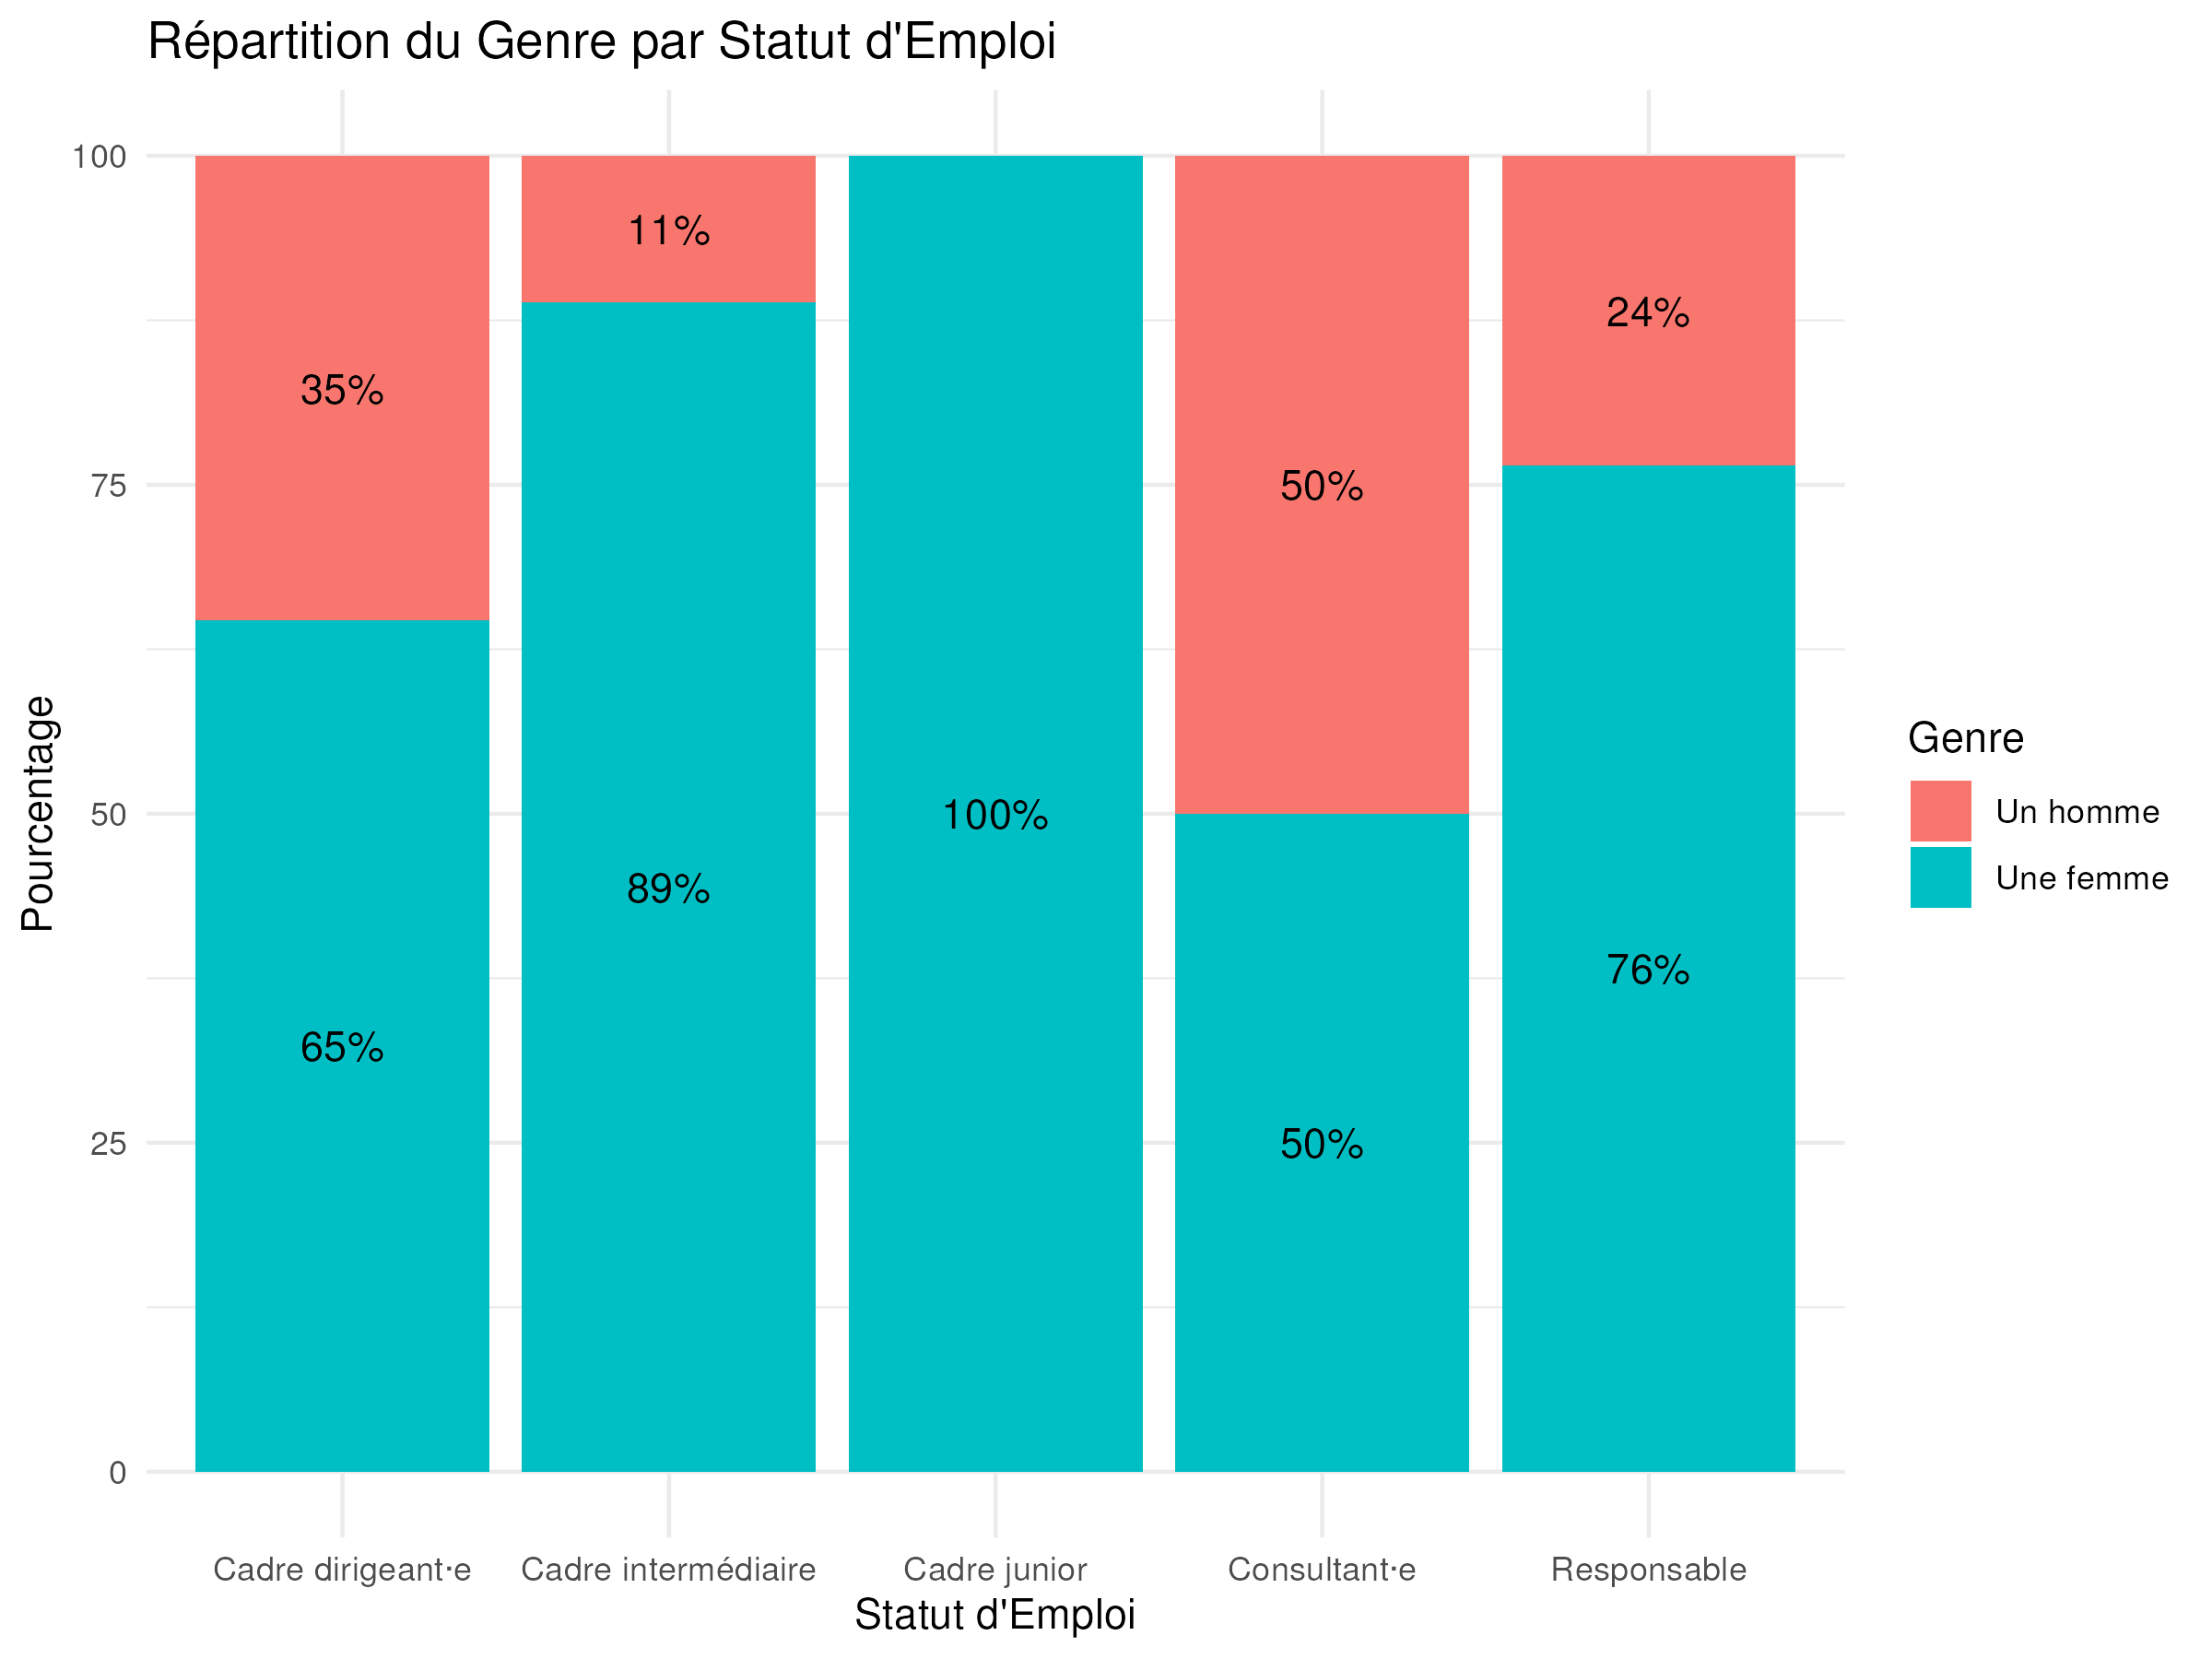 Répartition du Genre par Statut d'Emploi
100
75
50
25
0
Pourcentage
35%
65%
11%
89%
100%
50%
50%
24%
76%
Cadre dirigeant·e
Cadre intermédiaire
Cadre junior
Consultant·e
Responsable
Statut d'Emploi
Genre
Un homme
Une femme